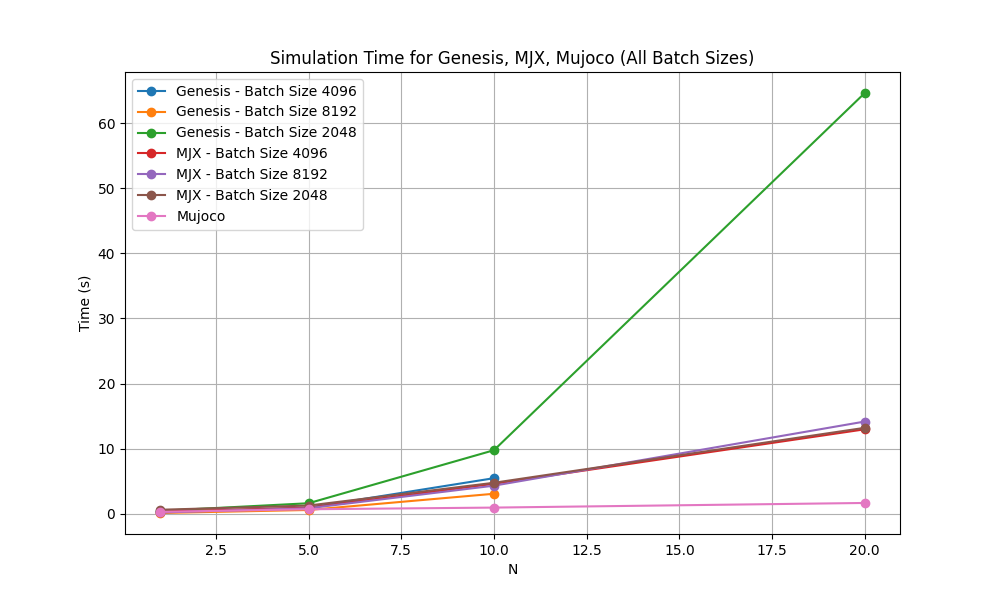 Simulation Time for Genesis, MJX, Mujoco (All Batch Sizes)
Genesis - Batch Size 4096
Genesis - Batch Size 8192
Genesis - Batch Size 2048
MJX - Batch Size 4096
MJX - Batch Size 8192
MJX - Batch Size 2048
Mujoco
Time (s)
60
50
40
30
20
10
0
2.5 5.0 7.5 10.0 12.5 15.0 17.5 20.0
N